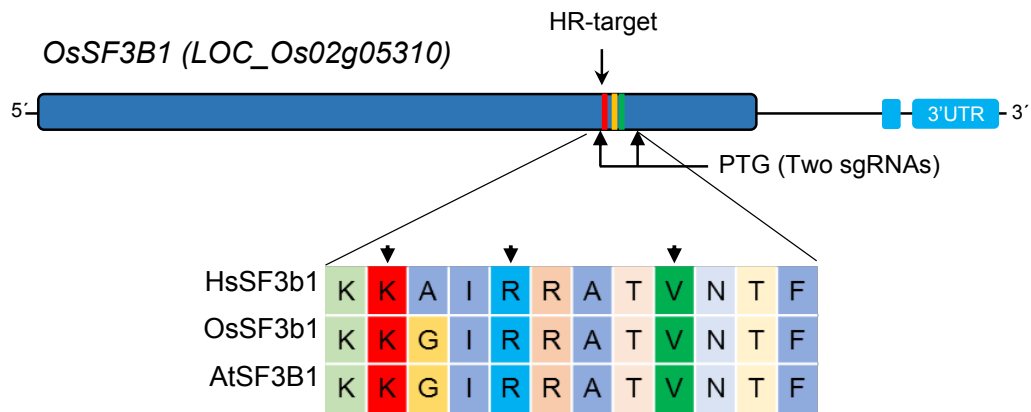 HR-target
OsSF3B1 (LOC_Os02g05310)
5´ 3'UTR 3´
PTG (Two sgRNAs)
HsSF3b1 K K A I R R A T V N T F
OsSF3b1 K K G I R R A T V N T F
AtSF3B1 K K G I R R A T V N T F